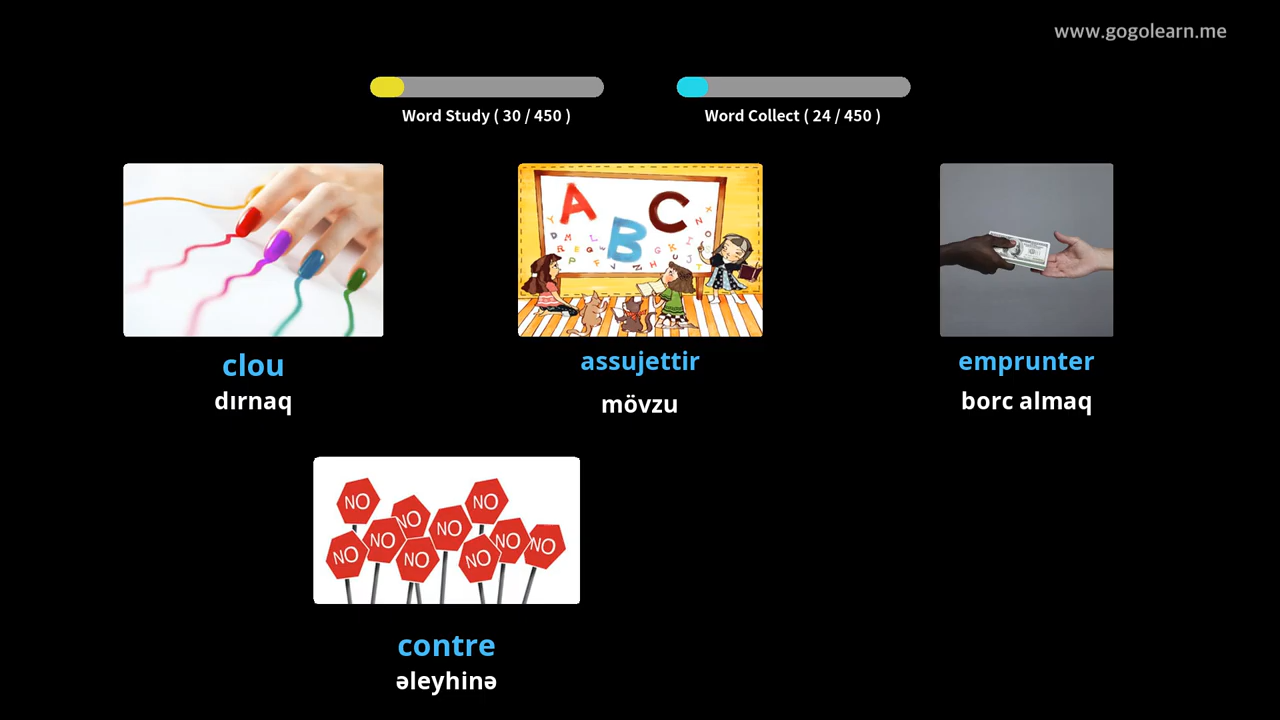 www.gogolearn.me
Word Study ( 30 / 450 )
Word Collect ( 24 / 450 )
A B C
clou
dırnaq
assujettir
mövzu
emprunter
borc almaq
NO NO NO NO NO NO NO NO NO NO
contre
əleyhinə